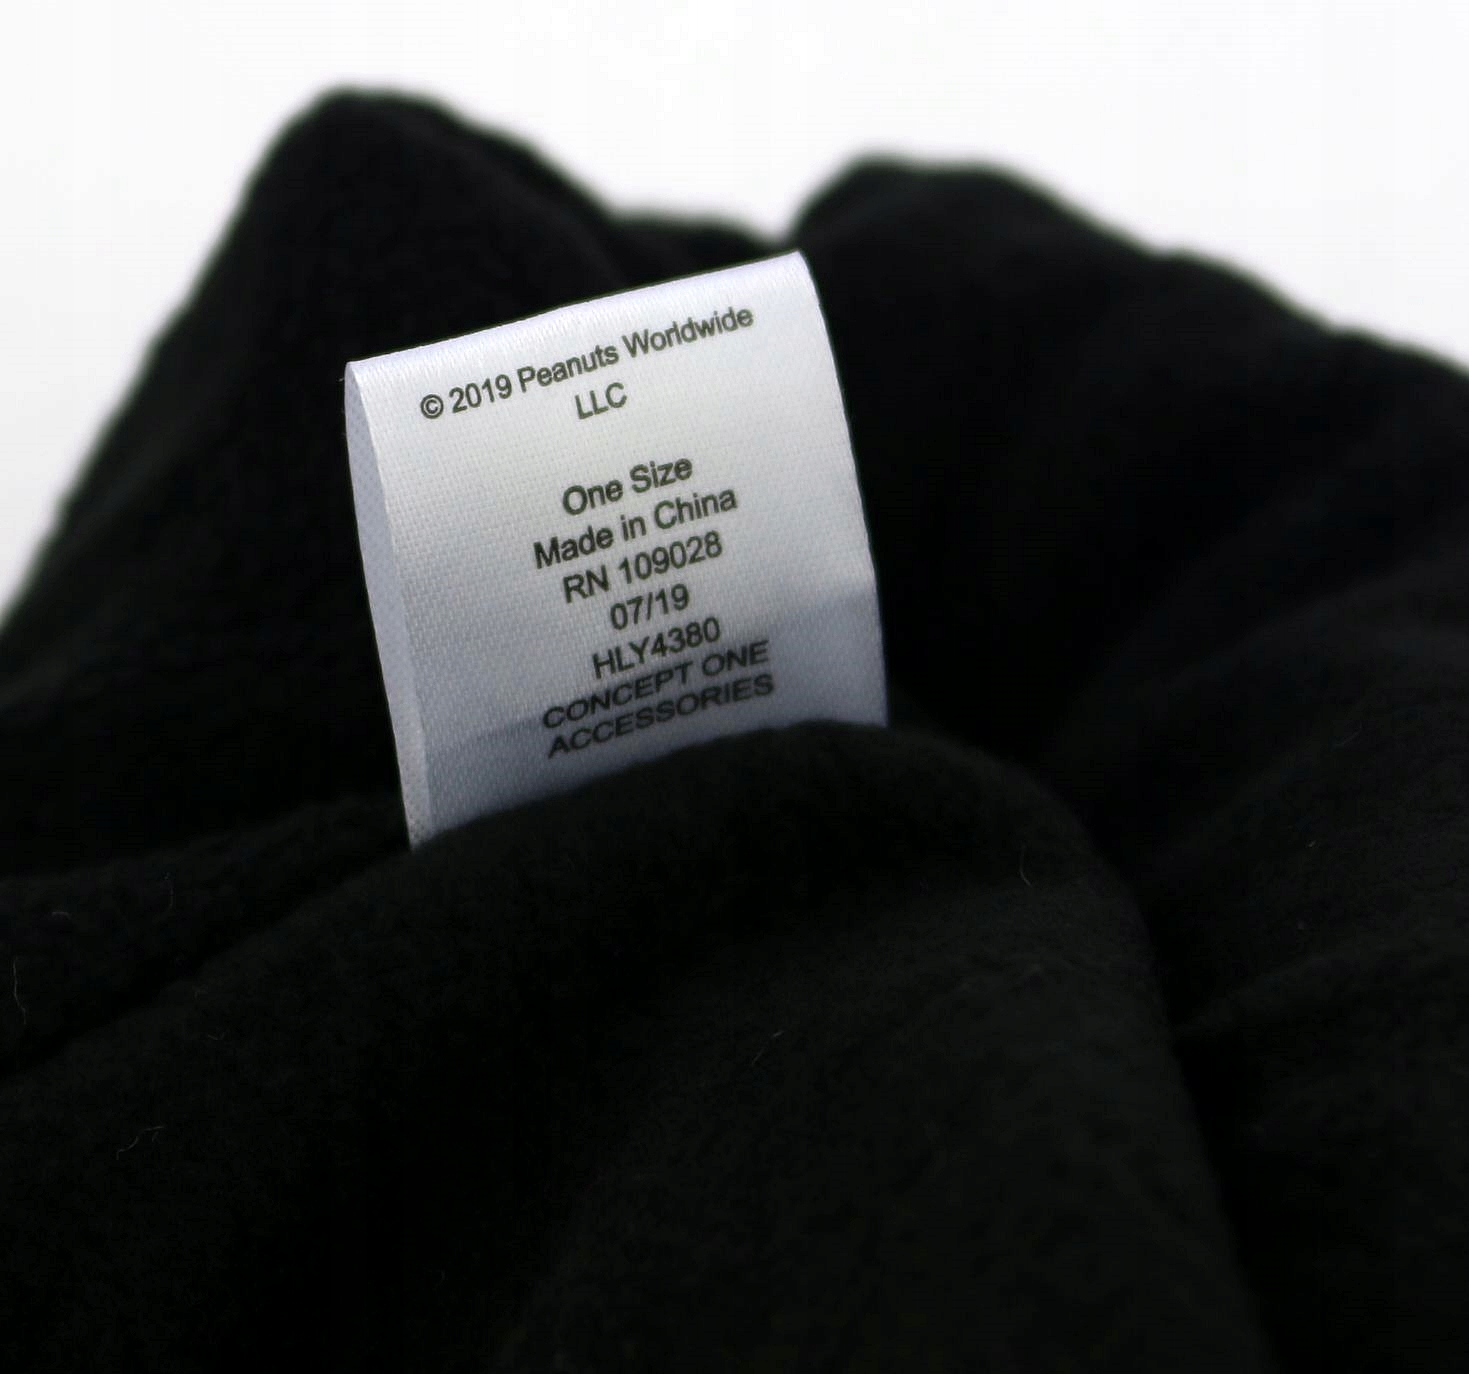 © 2019 Peanuts Worldwide
LLC
One Size
Made in China
RN 109028
07/19
HLY4380
CONCEPT ONE
ACCESSORIES